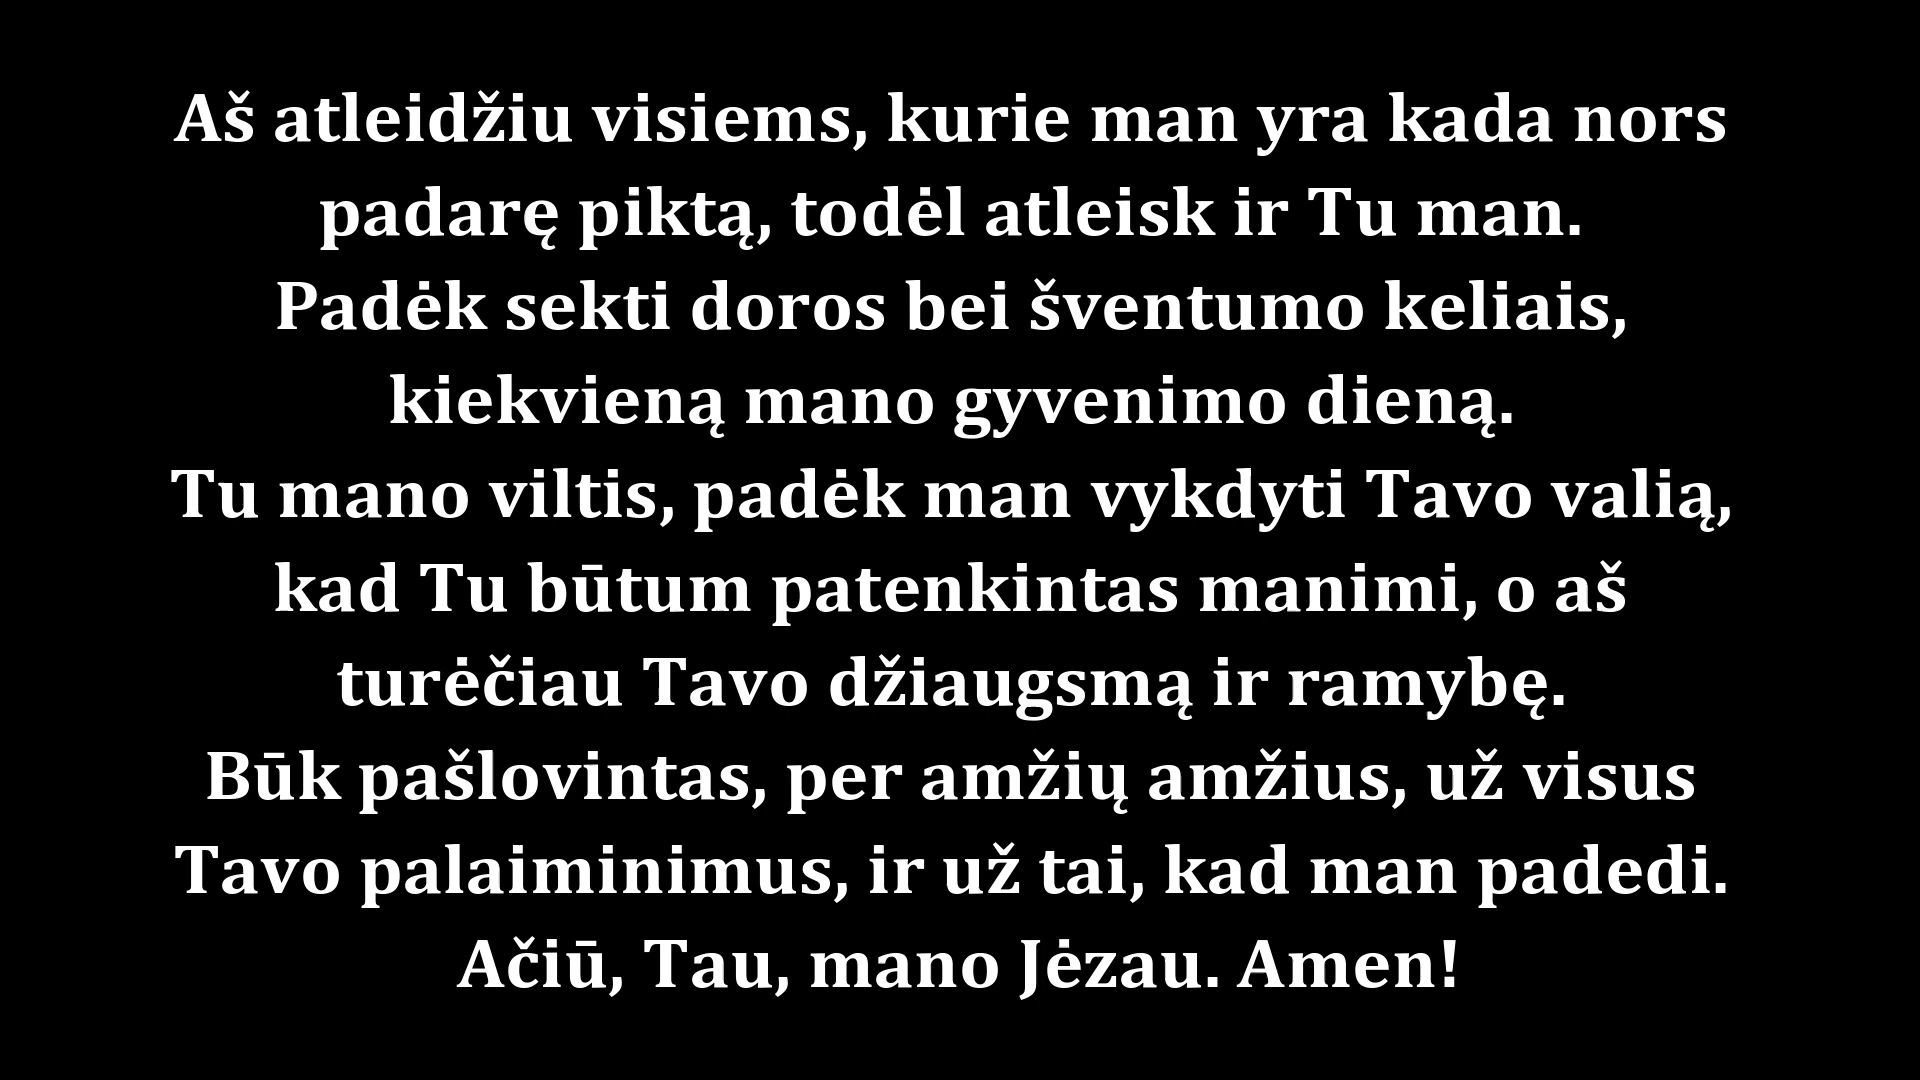 Aš atleidžiu visiems, kurie man yra kada nors
padarę piktą, todėl atleisk ir Tu man.
Padėk sekti doros bei šventumo keliais,
kiekvieną mano gyvenimo dieną.
Tu mano viltis, padėk man vykdyti Tavo valią,
kad Tu būtum patenkintas manimi, o aš
turėčiau Tavo džiaugsmą ir ramybę.
Būk pašlovintas, per amžių amžius, už visus
Tavo palaiminimus, ir už tai, kad man padedi.
Ačiū, Tau, mano Jėzau. Amen!